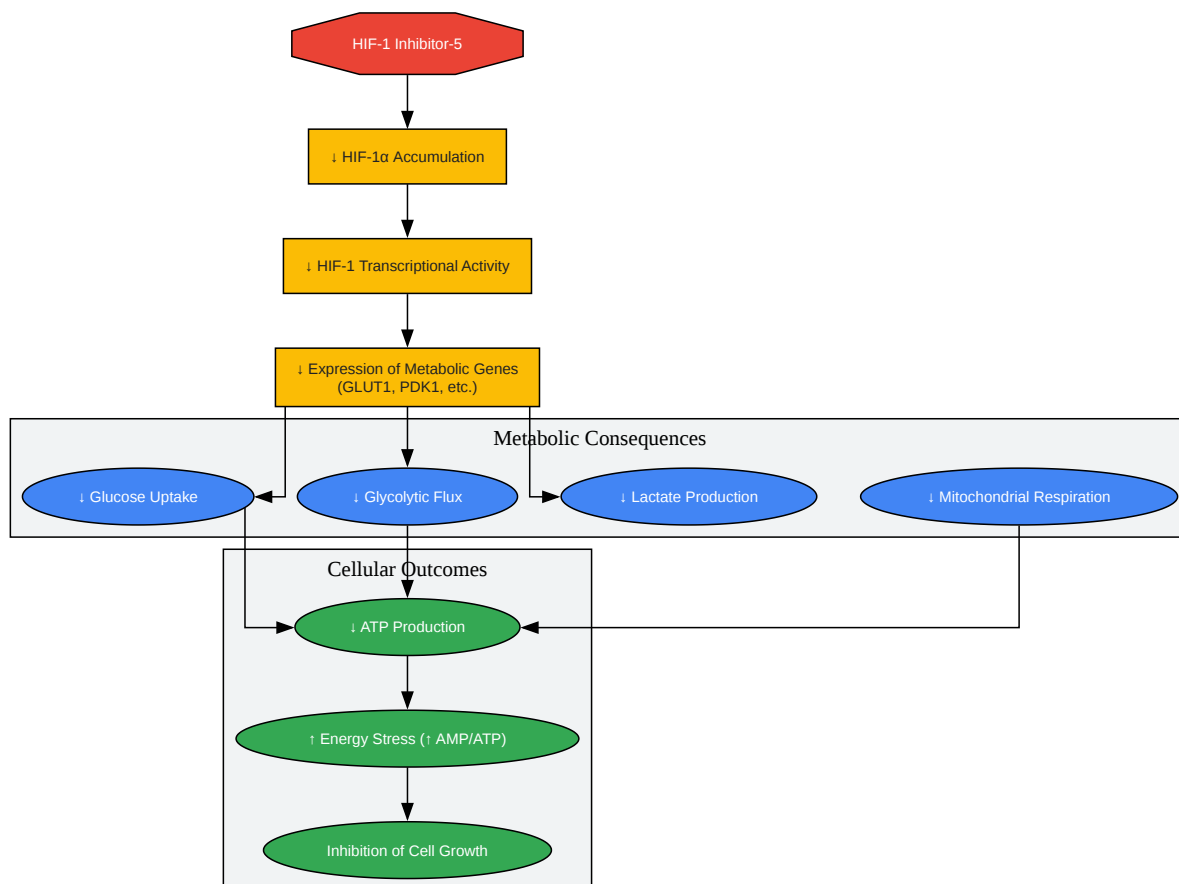 HIF-1 Inhibitor-5
↓ HIF-1α Accumulation
↓ HIF-1 Transcriptional Activity
↓ Expression of Metabolic Genes
(GLUT1, PDK1, etc.)
Metabolic Consequences
↓ Glucose Uptake
↓ Glycolytic Flux
↓ Lactate Production
↓ Mitochondrial Respiration
Cellular Outcomes
↓ ATP Production
↑ Energy Stress (↑ AMP/ATP)
Inhibition of Cell Growth